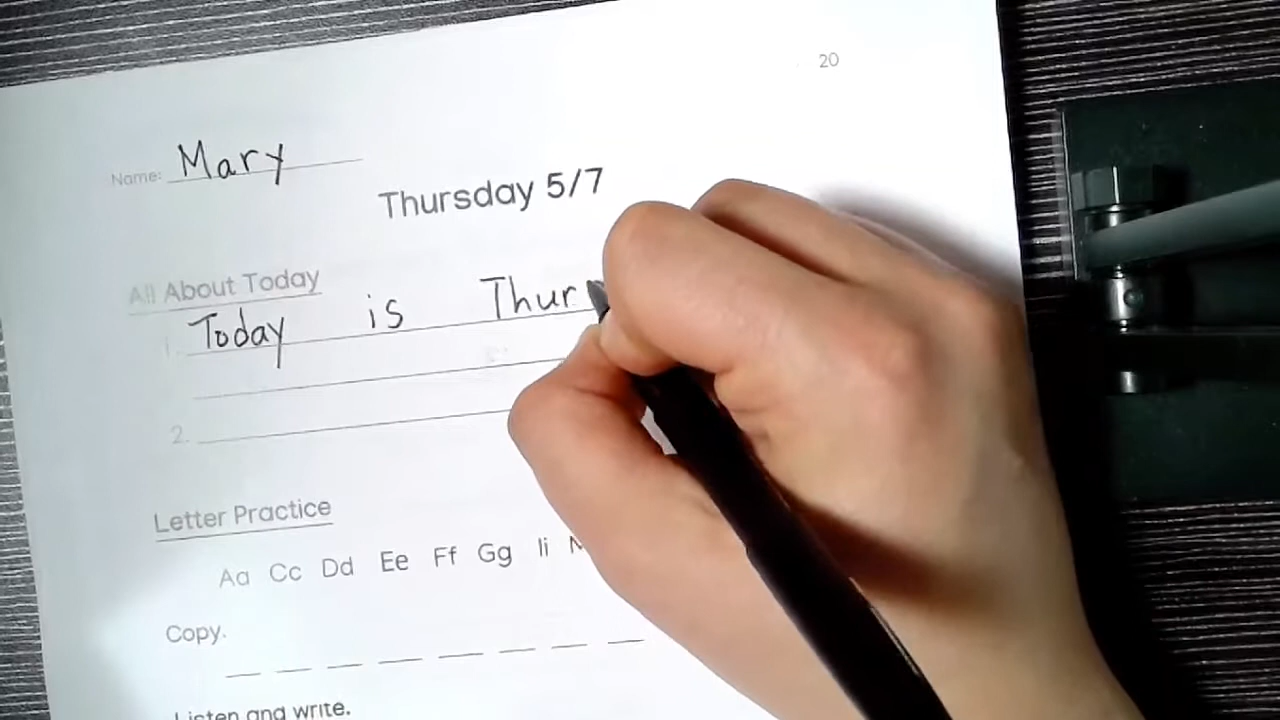 20
Name: Mary
Thursday 5/7
All About Today
1. Today is Thur
2.
Letter Practice
Aa Cc Dd Ee Ff Gg Ii
Copy.
Listen and write.